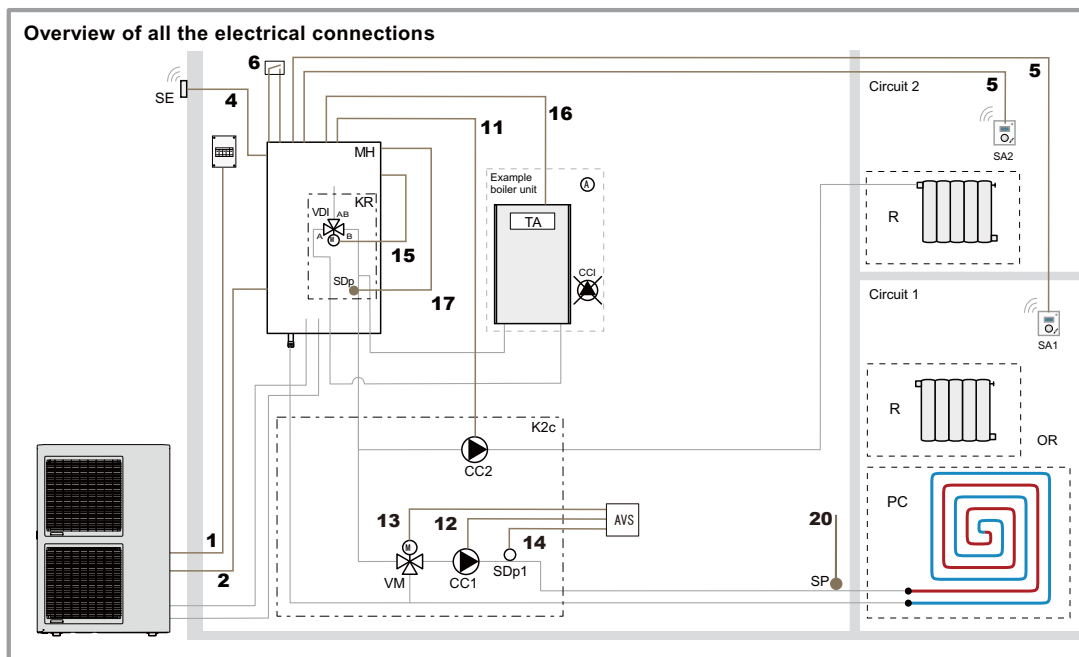 Overview of all the electrical connections
6
5
SE
4
5
Circuit 2
16
11
SA2
MH
Example
boiler unit
A
KR
VDI
AB
A
B
M
TA
R
15
SDp
CCI
17
Circuit 1
SA1
R
K2c
OR
CC2
PC
13
12
AVS
20
1
M
14
2
VM
CC1
SDp1
SP